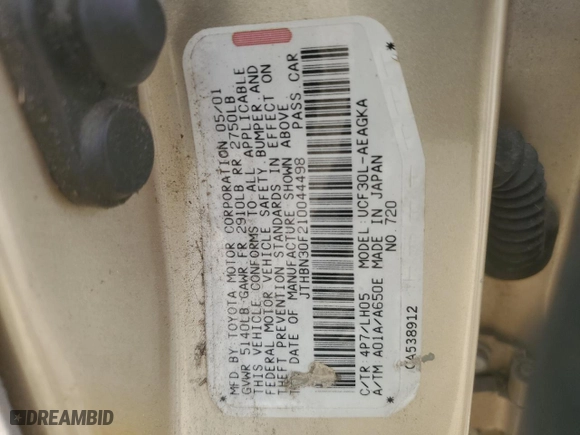 MFD BY TOYOTA MOTOR CORPORATION 05/01
GVWR 5140LB GAWR FR 2910LB RR 2750LB
THIS VEHICLE CONFORMS TO ALL APPLICABLE
FEDERAL MOTOR VEHICLE SAFETY BUMPER, AND
THEFT PREVENTION STANDARDS IN EFFECT ON
THE DATE OF MANUFACTURE SHOWN ABOVE.
JTHBN30F210044498 PASS CAR
C/TR 4P7/LH05 MODEL: UCF30L-AEAGKA
A/TM A01A/A650E MADE IN JAPAN
NO. 720
CA538912
DREAMBID